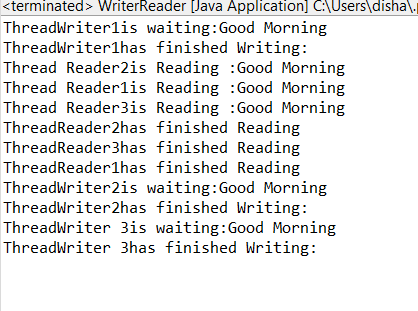 <terminated> WriterReader [Java Application] C:\Users\disha\.
ThreadWriter1is waiting:Good Morning
ThreadWriter1has finished Writing:
Thread Reader2is Reading :Good Morning
Thread Reader1is Reading :Good Morning
Thread Reader3is Reading :Good Morning
ThreadReader2has finished Reading
ThreadReader3has finished Reading
ThreadReader1has finished Reading
ThreadWriter2is waiting:Good Morning
ThreadWriter2has finished Writing:
ThreadWriter 3is waiting:Good Morning
ThreadWriter 3has finished Writing: